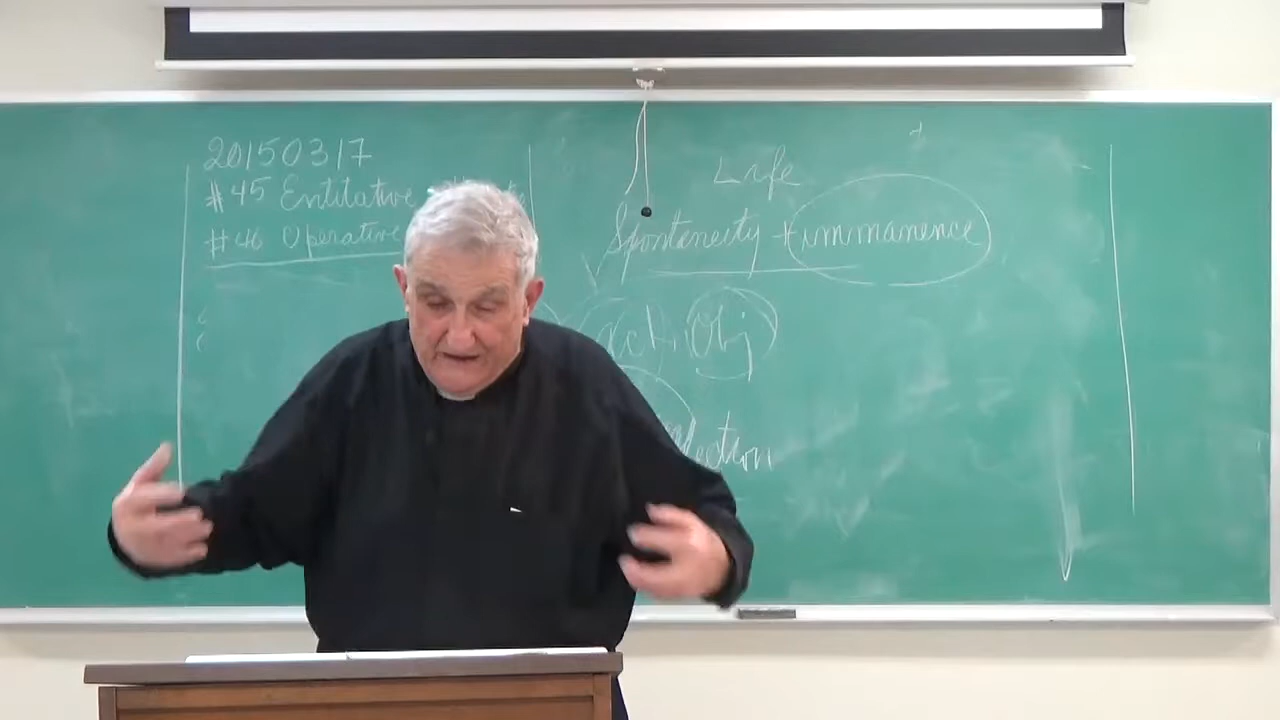 20150317
#45 Entitative
#46 Operative
Life
Spontaneity + immanence
act, Obj